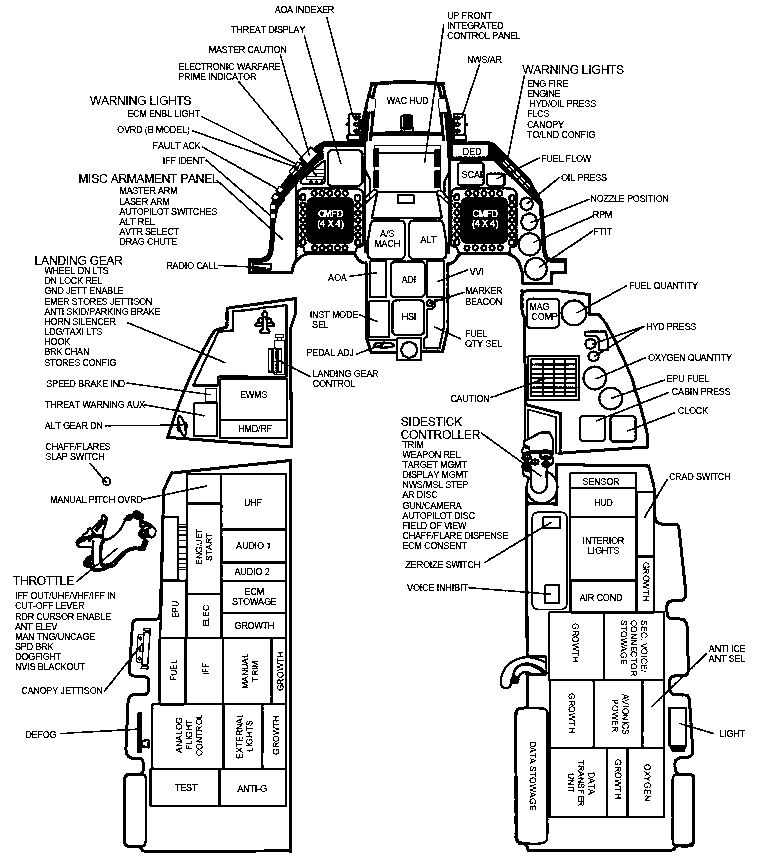 AOA INDEXER
THREAT DISPLAY
MASTER CAUTION
ELECTRONIC WARFARE
PRIME INDICATOR
WARNING LIGHTS
ECM ENBL LIGHT
OVRD (B MODEL)
FAULT ACK
IFF IDENT
MISC ARMAMENT PANEL
MASTER ARM
LASER ARM
AUTOPILOT SWITCHES
ALT REL
AVTR SELECT
DRAG CHUTE
RADIO CALL
UP FRONT
INTEGRATED
CONTROL PANEL
NWS/AR
WARNING LIGHTS
ENG FIRE
ENGINE
HYD/OIL PRESS
FLCS
CANOPY
TO/LND CONFIG
FUEL FLOW
OIL PRESS
NOZZLE POSITION
RPM
FTIT
WAC HUD
DED
SCAI
CMFD
(4 X 4)
CMFD
(4 X 4)
A/S
MACH
ALT
AOA
ADI
VVI
MARKER
BEACON
INST MODE
SEL
HSI
FUEL
QTY SEL
PEDAL ADJ
LANDING GEAR
WHEEL DN LTS
DN LOCK REL
GND JETT ENABLE
EMER STORES JETTISON
ANTI SKID/PARKING BRAKE
HORN SILENCER
LDG/TAXI LTS
HOOK
BRK CHAN
STORES CONFIG
SPEED BRAKE IND
THREAT WARNING AUX
ALT GEAR DN
LANDING GEAR
CONTROL
EWMS
HMD/RF
CHAFF/FLARES
SLAP SWITCH
MAG
COMP
FUEL QUANTITY
HYD PRESS
OXYGEN QUANTITY
EPU FUEL
CABIN PRESS
CLOCK
CAUTION
SIDESTICK
CONTROLLER
TRIM
WEAPON REL
TARGET MGMT
DISPLAY MGMT
NWS/MSL STEP
AR DISC
GUN/CAMERA
AUTOPILOT DISC
FIELD OF VIEW
CHAFF/FLARE DISPENSE
ECM CONSENT
ZEROIZE SWITCH
VOICE INHIBIT
MANUAL PITCH OVRD
THROTTLE
IFF OUT/UHF/VHF/IFF IN
CUT-OFF LEVER
RDR CURSOR ENABLE
ANT ELEV
MAN TNG/UNCAGE
SPD BRK
DOGFIGHT
NVIS BLACKOUT
CANOPY JETTISON
DEFOG
UHF
ENG/JET
START
AUDIO 1
AUDIO 2
EPU
ELEC
ECM
STOWAGE
GROWTH
FUEL
IFF
MANUAL
TRIM
GROWTH
ANALOG
FLIGHT
CONTROL
EXTERNAL
LIGHTS
GROWTH
TEST
ANTI-G
CRAD SWITCH
SENSOR
HUD
INTERIOR
LIGHTS
GROWTH
AIR COND
GROWTH
SEC. VOICE/
CONNECTOR
STOWAGE
ANTI ICE
ANT SEL
GROWTH
AVIONICS
POWER
LIGHT
DATA STOWAGE
DATA
TRANSFER
UNIT
GROWTH
OXYGEN